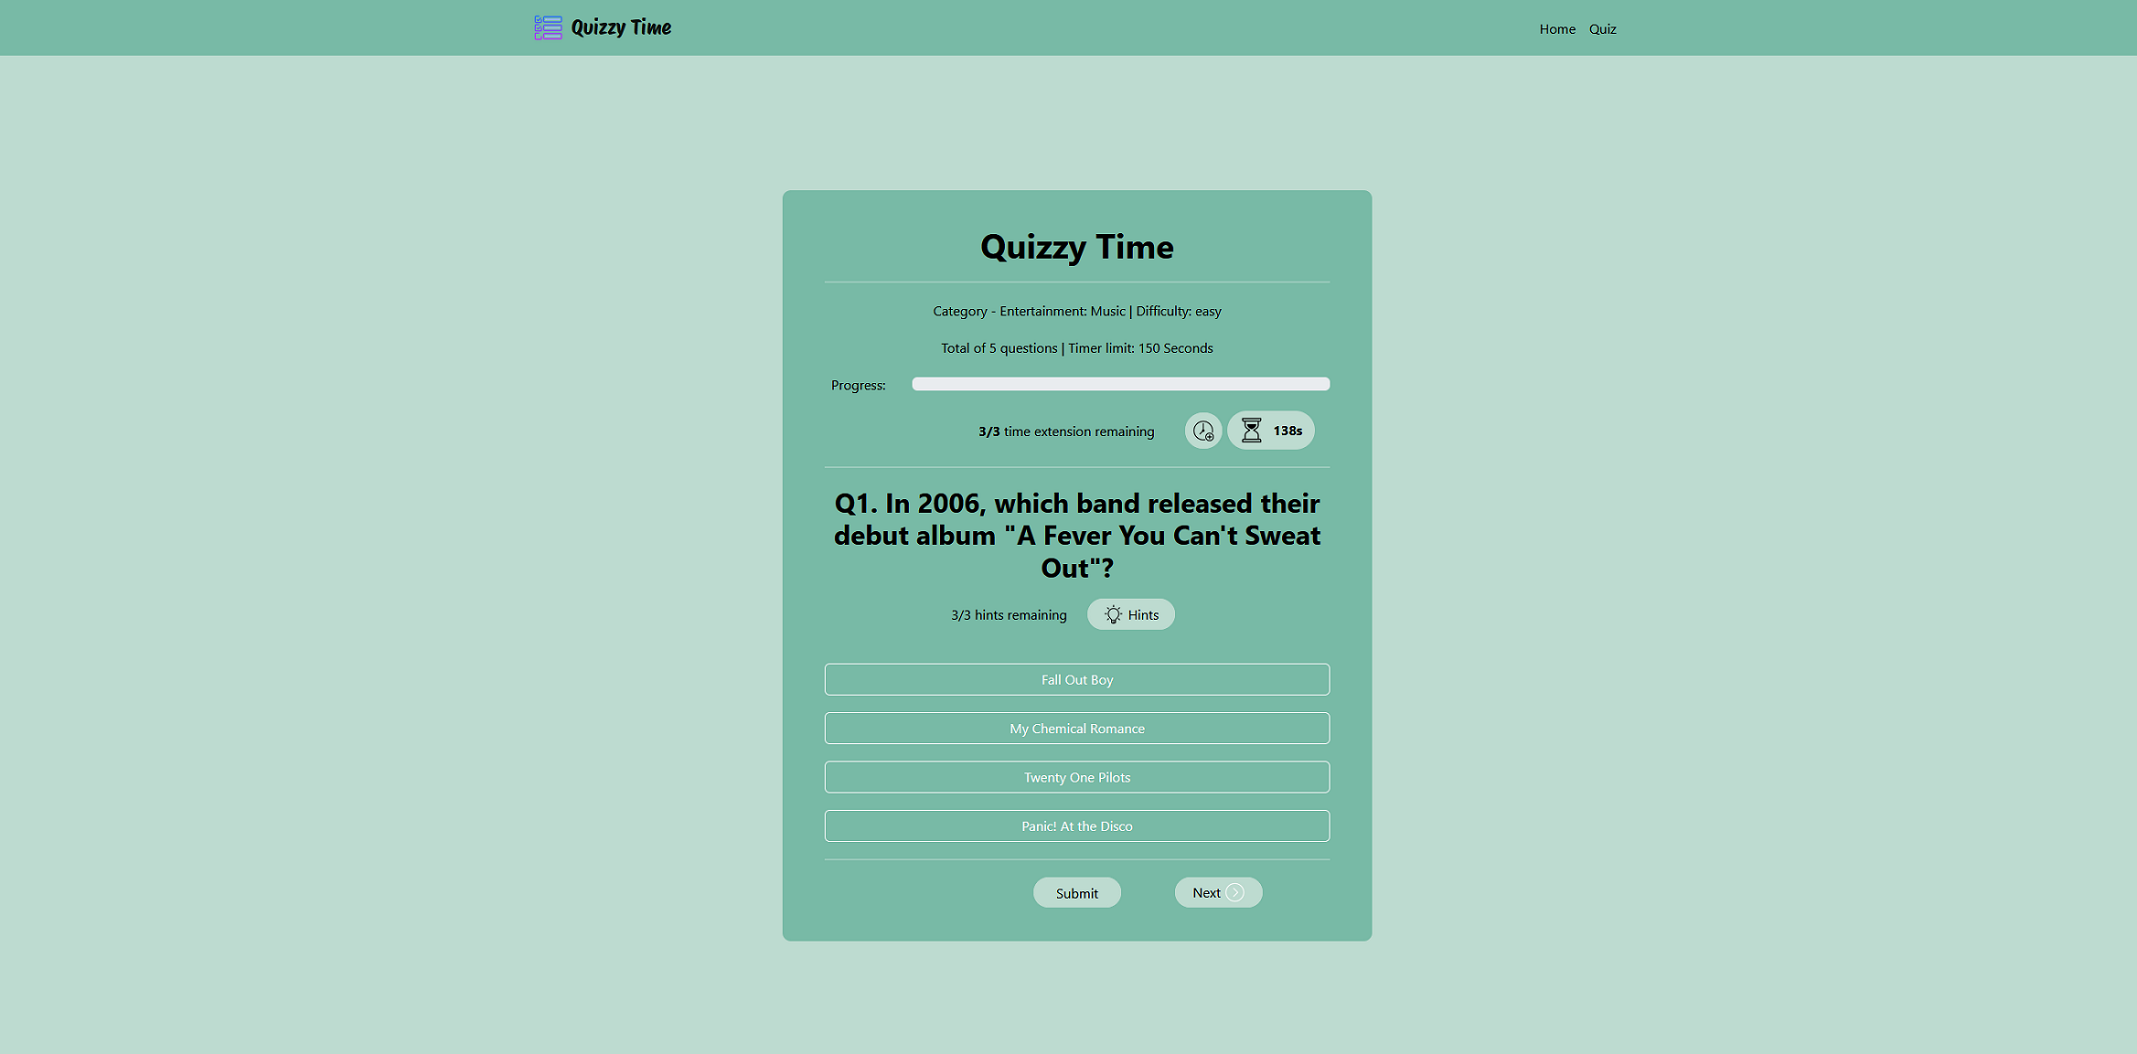 Quizzy Time
Home Quiz
Quizzy Time
Category - Entertainment: Music | Difficulty: easy
Total of 5 questions | Timer limit: 150 Seconds
Progress:
3/3 time extension remaining
138s
Q1. In 2006, which band released their
debut album "A Fever You Can't Sweat
Out"?
3/3 hints remaining
Hints
Fall Out Boy
My Chemical Romance
Twenty One Pilots
Panic! At the Disco
Submit
Next